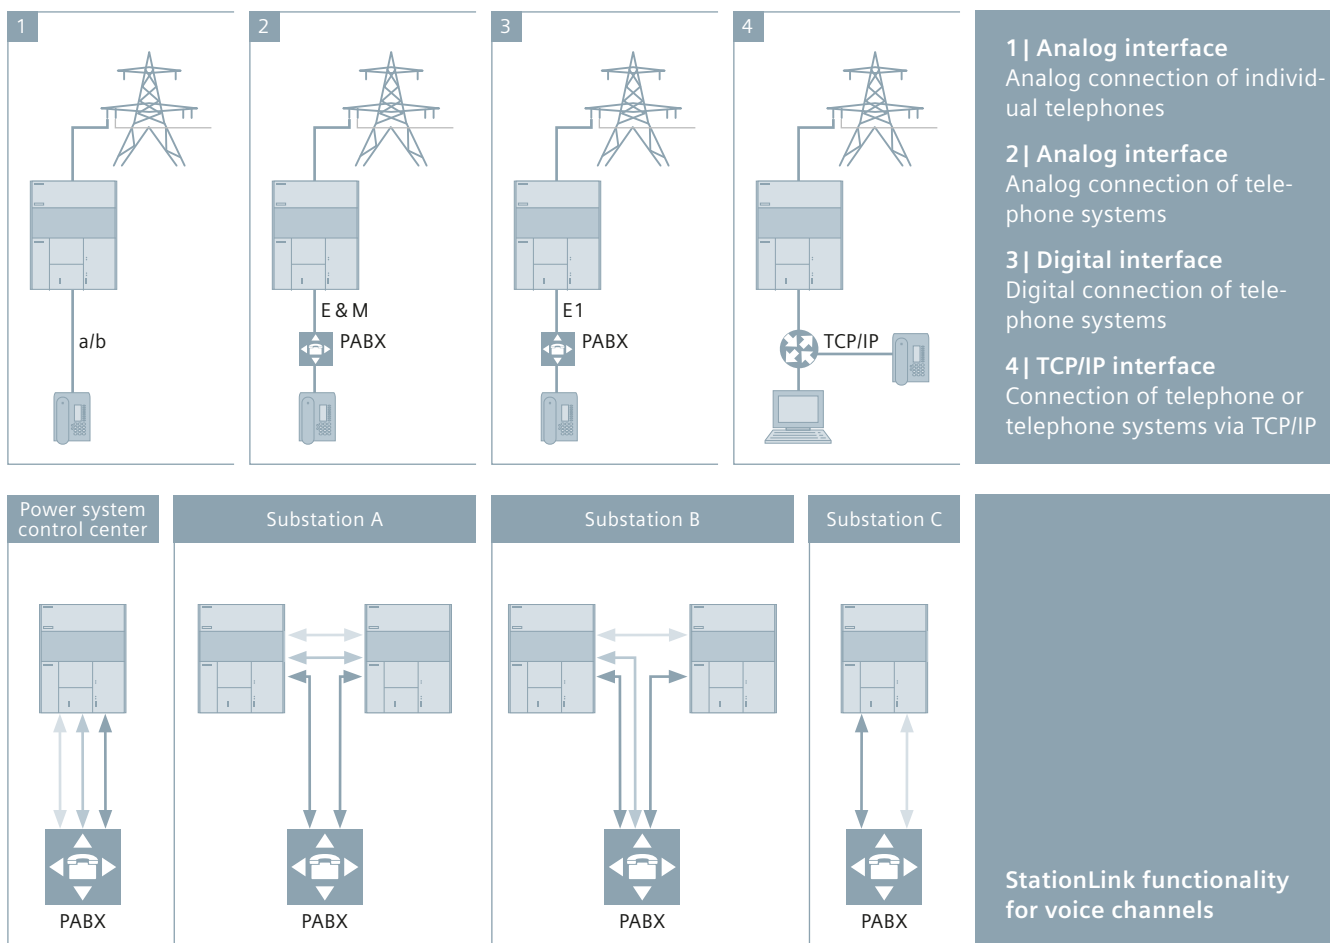 1
2
3
4
a/b
E & M
PABX
E1
PABX
TCP/IP
1| Analog interface
Analog connection of individ-
ual telephones
2| Analog interface
Analog connection of tele-
phone systems
3| Digital interface
Digital connection of tele-
phone systems
4| TCP/IP interface
Connection of telephone or
telephone systems via TCP/IP
Power system
control center
Substation A
Substation B
Substation C
PABX
PABX
PABX
PABX
StationLink functionality
for voice channels